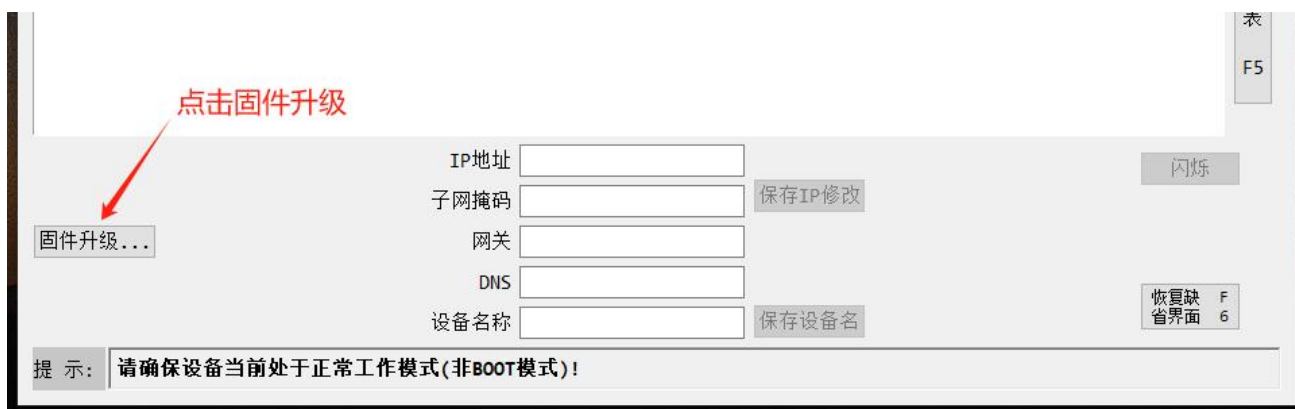 表
F5
点击固件升级
IP地址
闪烁
子网掩码
保存IP修改
固件升级...
网关
DNS
恢复缺 F
省界面 6
设备名称
保存设备名
提 示:
请确保设备当前处于正常工作模式(非BOOT模式)!